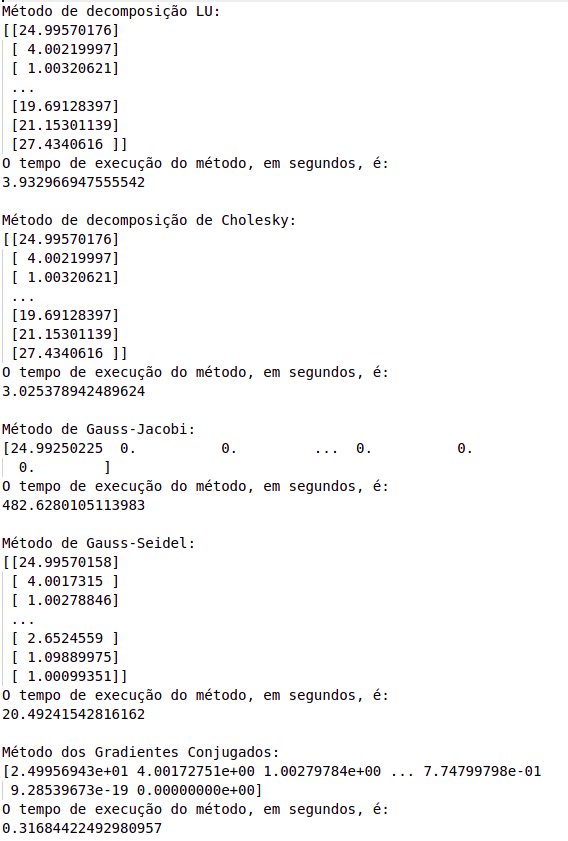 Método de decomposição LU:
[[24.99570176]
 [ 4.00219997]
 [ 1.00320621]
 ...
 [19.69128397]
 [21.15301139]
 [27.4340616 ]]
O tempo de execução do método, em segundos, é:
3.932966947555542

Método de decomposição de Cholesky:
[[24.99570176]
 [ 4.00219997]
 [ 1.00320621]
 ...
 [19.69128397]
 [21.15301139]
 [27.4340616 ]]
O tempo de execução do método, em segundos, é:
3.025378942489624

Método de Gauss-Jacobi:
[24.99250225  0.          0.         ...  0.          0.
  0.        ]
O tempo de execução do método, em segundos, é:
482.6280105113983

Método de Gauss-Seidel:
[[24.99570158]
 [ 4.0017315 ]
 [ 1.00278846]
 ...
 [ 2.6524559 ]
 [ 1.09889975]
 [ 1.00099351]]
O tempo de execução do método, em segundos, é:
20.49241542816162

Método dos Gradientes Conjugados:
[2.49956943e+01 4.00172751e+00 1.00279784e+00 ... 7.74799798e-01
 9.28539673e-19 0.00000000e+00]
O tempo de execução do método, em segundos, é:
0.31684422492980957